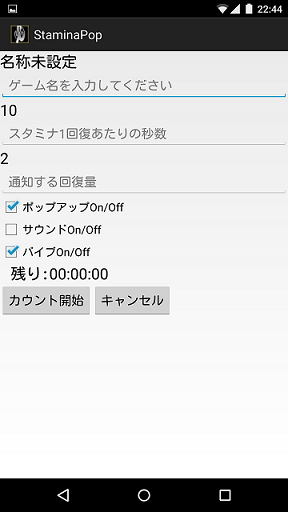 22:44
StaminaPop
名称未設定
ゲーム名を入力してください
10
スタミナ1回復あたりの秒数
2
通知する回復量
ポップアップOn/Off
サウンドOn/Off
バイブOn/Off
残り:00:00:00
カウント開始 キャンセル